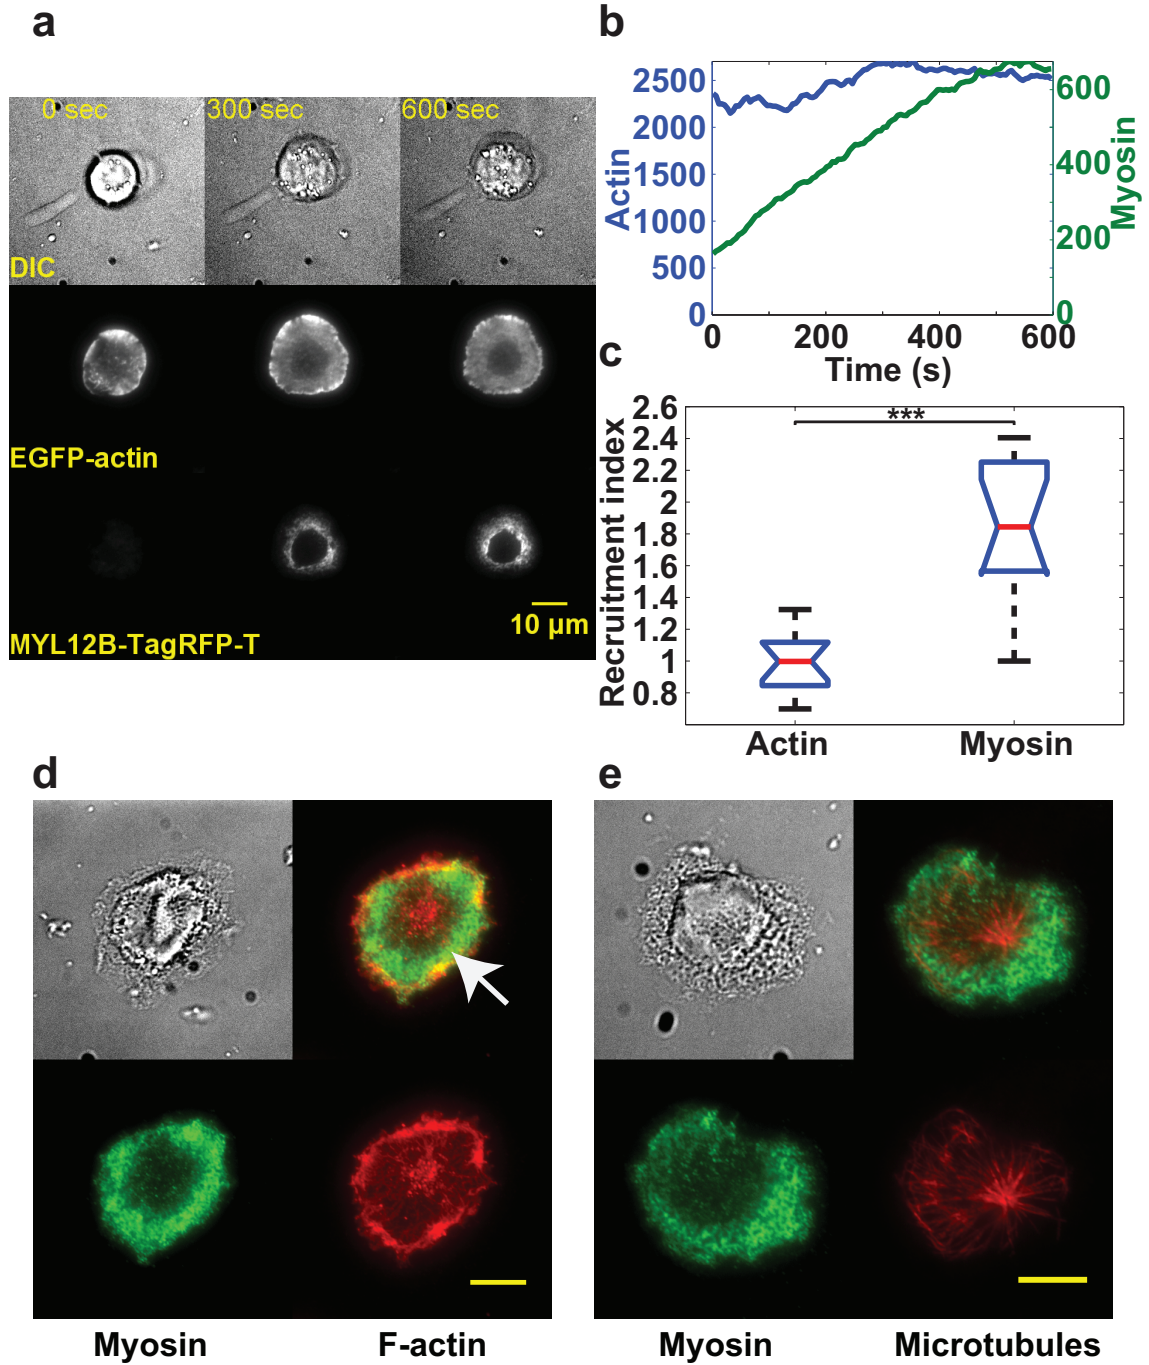 a
0 sec
300 sec
600 sec
DIC
EGFP-actin
MYL12B-TagRFP-T
10 µm
b
2500
2000
1500
1000
500
0
Actin
600
400
200
0
Myosin
0
200
400
600
Time (s)
c
2.6
2.4
2.2
2
1.8
1.6
1.4
1.2
1
0.8
Recruitment index
***
Actin
Myosin
d
Myosin
F-actin
e
Myosin
Microtubules